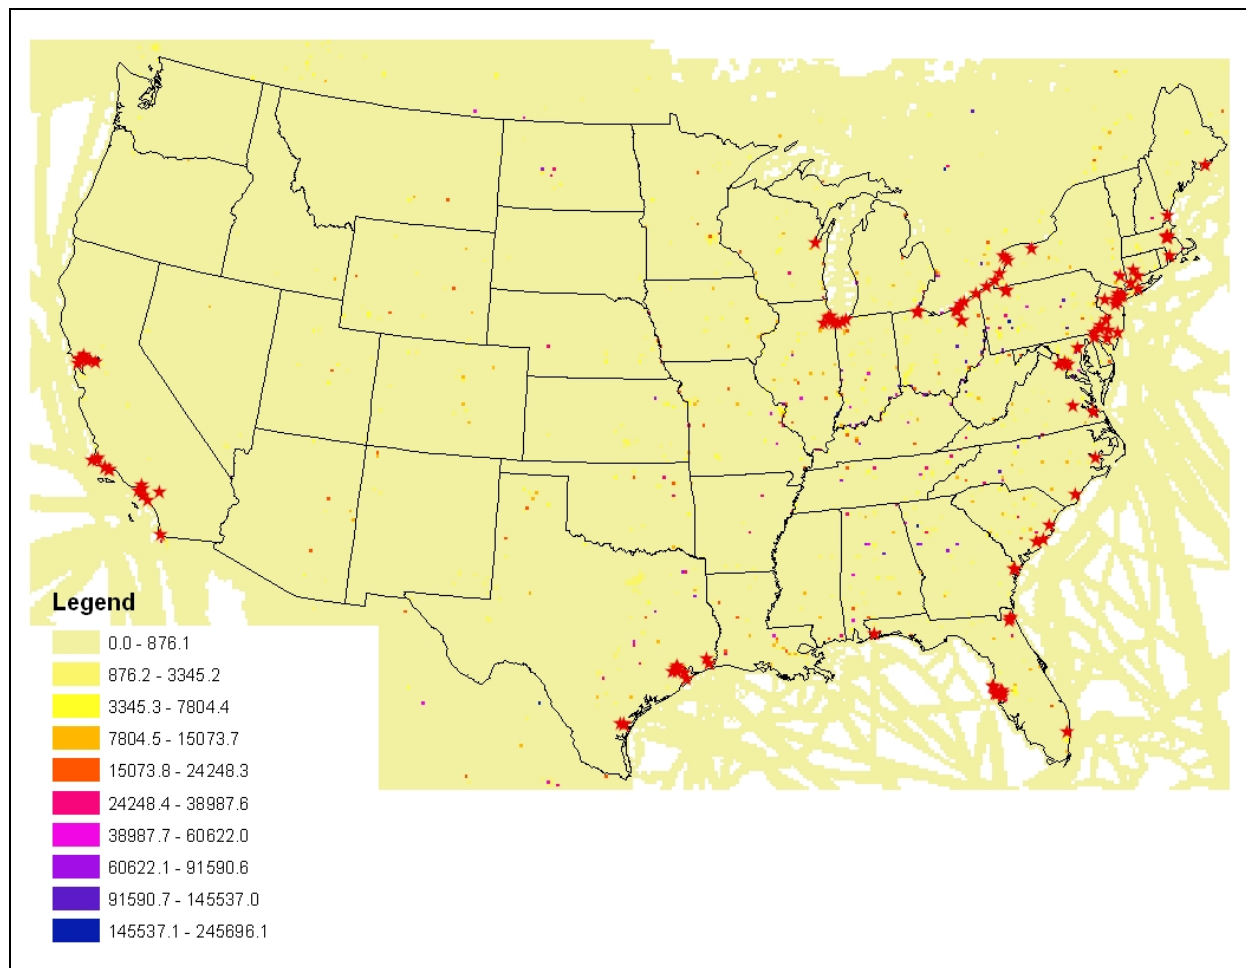 Legend
0.0 - 876.1
876.2 - 3345.2
3345.3 - 7804.4
7804.5 - 15073.7
15073.8 - 24248.3
24248.4 - 38987.6
38987.7 - 60622.0
60622.1 - 91590.6
91590.7 - 145537.0
145537.1 - 245696.1